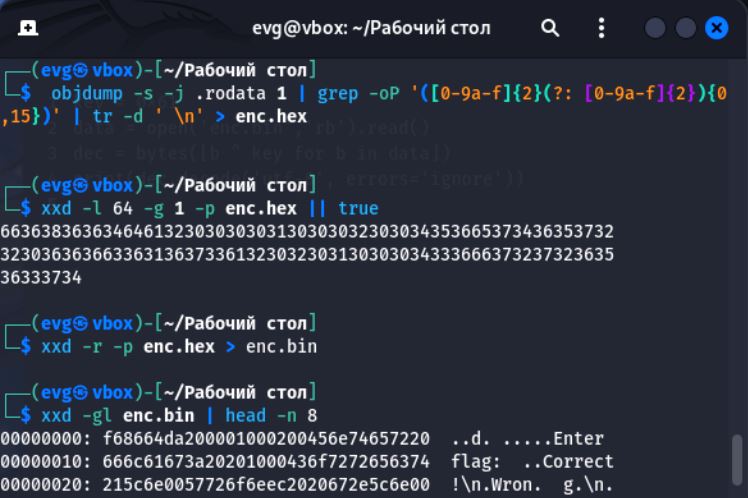 evg@vbox: ~/Рабочий стол
┌──(evg㉿vbox)-[~/Рабочий стол]
└─$ objdump -s -j .rodata 1 | grep -oP '([0-9a-f]{2}(?: [0-9a-f]{2}){0
,15})' | tr -d ' \n' > enc.hex
┌──(evg㉿vbox)-[~/Рабочий стол]
└─$ xxd -l 64 -g 1 -p enc.hex || true
66363836363464613230303030313030303230303034353665373436353732
3230363636363363136373361323032303130303034333666373237323635
36333734
┌──(evg㉿vbox)-[~/Рабочий стол]
└─$ xxd -r -p enc.hex > enc.bin
┌──(evg㉿vbox)-[~/Рабочий стол]
└─$ xxd -gl enc.bin | head -n 8
00000000: f68664da200001000200456e74657220  ..d. .....Enter
00000010: 666c61673a20201000436f7272656374  flag:  ..Correct
00000020: 215c6e0057726f6eec2020672e5c6e00  !\n.Wron.  g.\n.